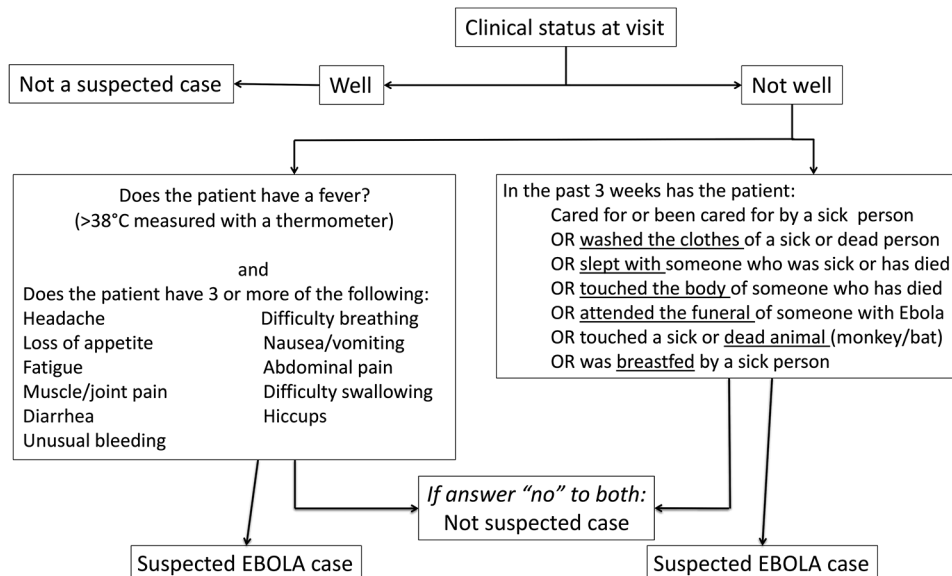 Clinical status at visit
Not a suspected case
Well
Not well
Does the patient have a fever?
(>38°C measured with a thermometer)
and
Does the patient have 3 or more of the following:
Headache Difficulty breathing
Loss of appetite Nausea/vomiting
Fatigue Abdominal pain
Muscle/joint pain Difficulty swallowing
Diarrhea Hiccups
Unusual bleeding
In the past 3 weeks has the patient:
Cared for or been cared for by a sick person
OR washed the clothes of a sick or dead person
OR slept with someone who was sick or has died
OR touched the body of someone who has died
OR attended the funeral of someone with Ebola
OR touched a sick or dead animal (monkey/bat)
OR was breastfed by a sick person
If answer “no” to both:
Not suspected case
Suspected EBOLA case
Suspected EBOLA case